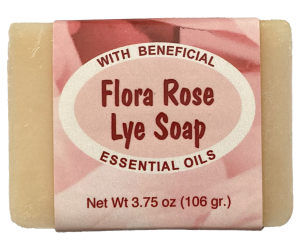 WITH BENEFICIAL
Flora Rose
Lye Soap
ESSENTIAL OILS
Net Wt 3.75 oz (106 gr.)